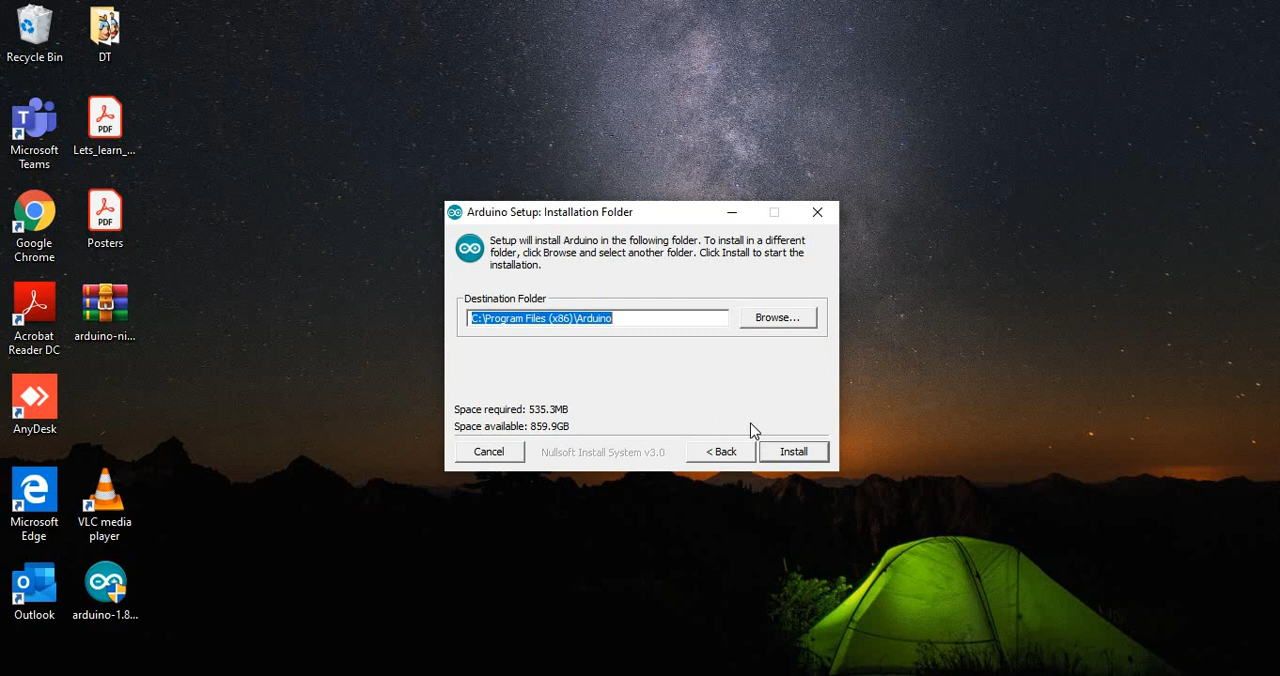 Recycle Bin
DT
Microsoft
Teams
PDF
Lets_learn_...
Google
Chrome
PDF
Posters
Acrobat
Reader DC
arduino-ni...
AnyDesk
Microsoft
Edge
VLC media
player
Outlook
arduino-1.8...
Arduino Setup: Installation Folder
Setup will install Arduino in the following folder. To install in a different
folder, click Browse and select another folder. Click Install to start the
installation.
Destination Folder
C:\Program Files (x86)\Arduino
Browse...
Space required: 535.3MB
Space available: 859.9GB
Cancel
Nullsoft Install System v3.0
< Back
Install